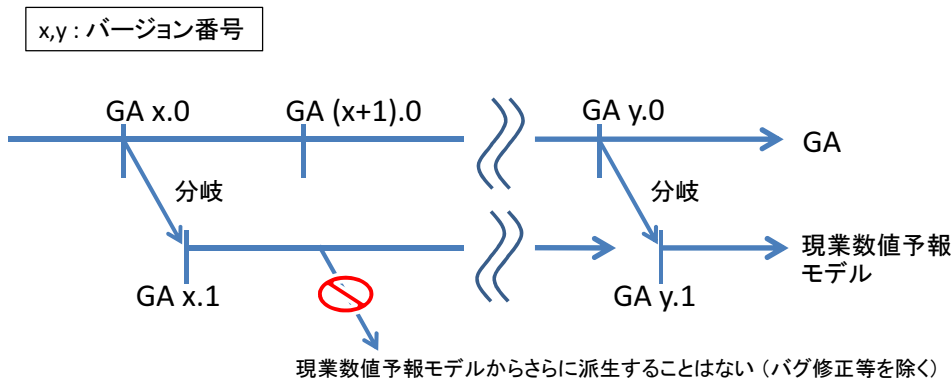 x,y : バージョン番号
GA x.0
GA (x+1).0
GA y.0
GA
分岐
分岐
現業数値予報
モデル
GA x.1
GA y.1
現業数値予報モデルからさらに派生することはない（バグ修正等を除く）